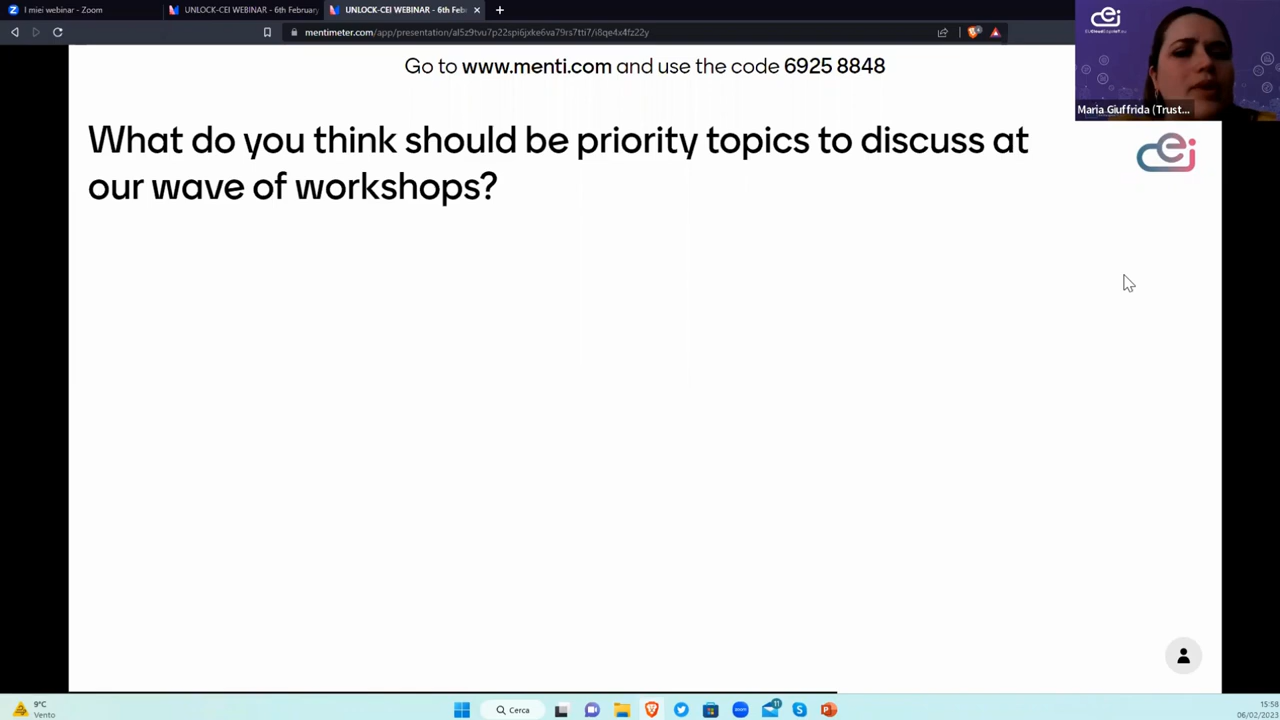 I miei webinar - Zoom
UNLOCK-CEI WEBINAR - 6th February
UNLOCK-CEI WEBINAR - 6th Feb
mentimeter.com/app/presentation/al5z9tvu7p22spi6jxke6va79rs7tti7/i8qe4x4fz22y
Go to www.menti.com and use the code 6925 8848
Maria Giuffrida (Trust...
What do you think should be priority topics to discuss at
our wave of workshops?
9°C
Vento
Cerca
11
15:58
06/02/2023